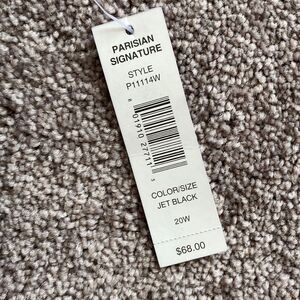 PARISIAN
SIGNATURE
STYLE
P11114W
COLOR/SIZE
JET BLACK
20W
$68.00